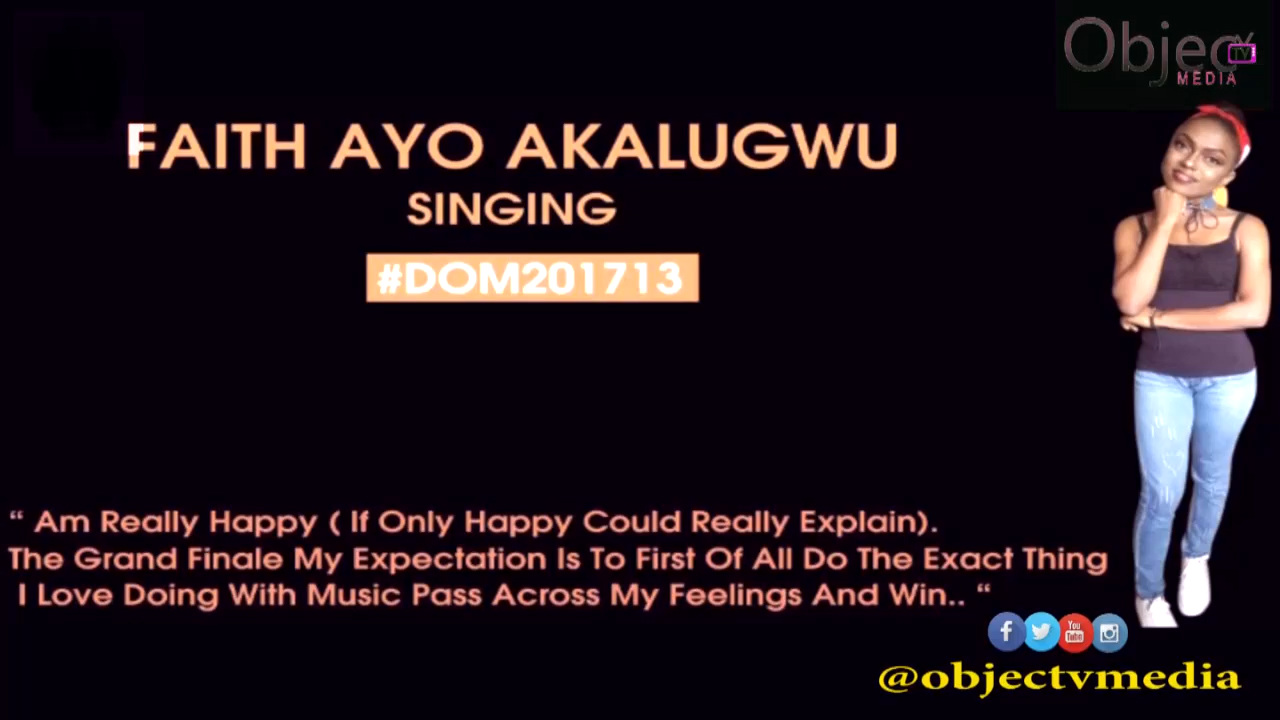 Objec TV
MEDIA
FAITH AYO AKALUGWU
SINGING
#DOM201713
“ Am Really Happy ( If Only Happy Could Really Explain).
The Grand Finale My Expectation Is To First Of All Do The Exact Thing
I Love Doing With Music Pass Across My Feelings And Win.. “
You Tube
@objectvmedia